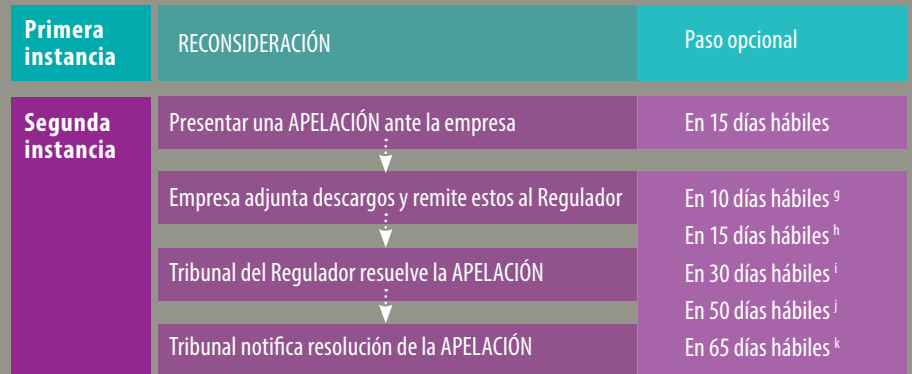 Primera
instancia
RECONSIDERACIÓN
Paso opcional
Segunda
instancia
Presentar una APELACIÓN ante la empresa
En 15 días hábiles
Empresa adjunta descargos y remite estos al Regulador
Tribunal del Regulador resuelve la APELACIÓN
Tribunal notifica resolución de la APELACIÓN
En 10 días hábiles g
En 15 días hábiles h
En 30 días hábiles i
En 50 días hábiles j
En 65 días hábiles k